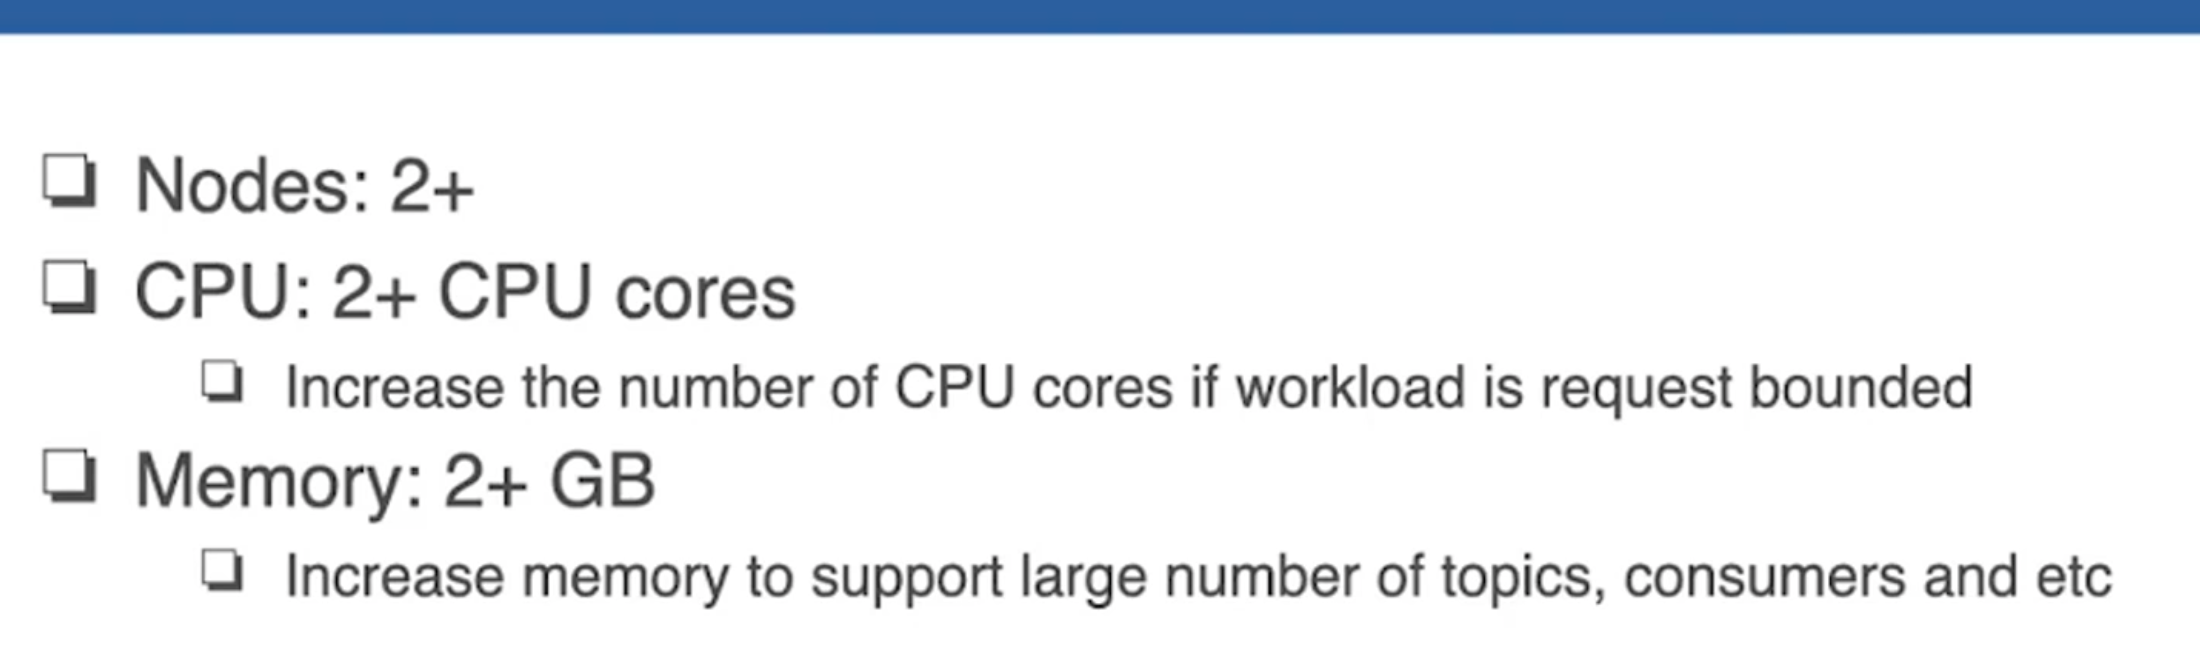 Nodes: 2+
CPU: 2+ CPU cores
Increase the number of CPU cores if workload is request bounded
Memory: 2+ GB
Increase memory to support large number of topics, consumers and etc